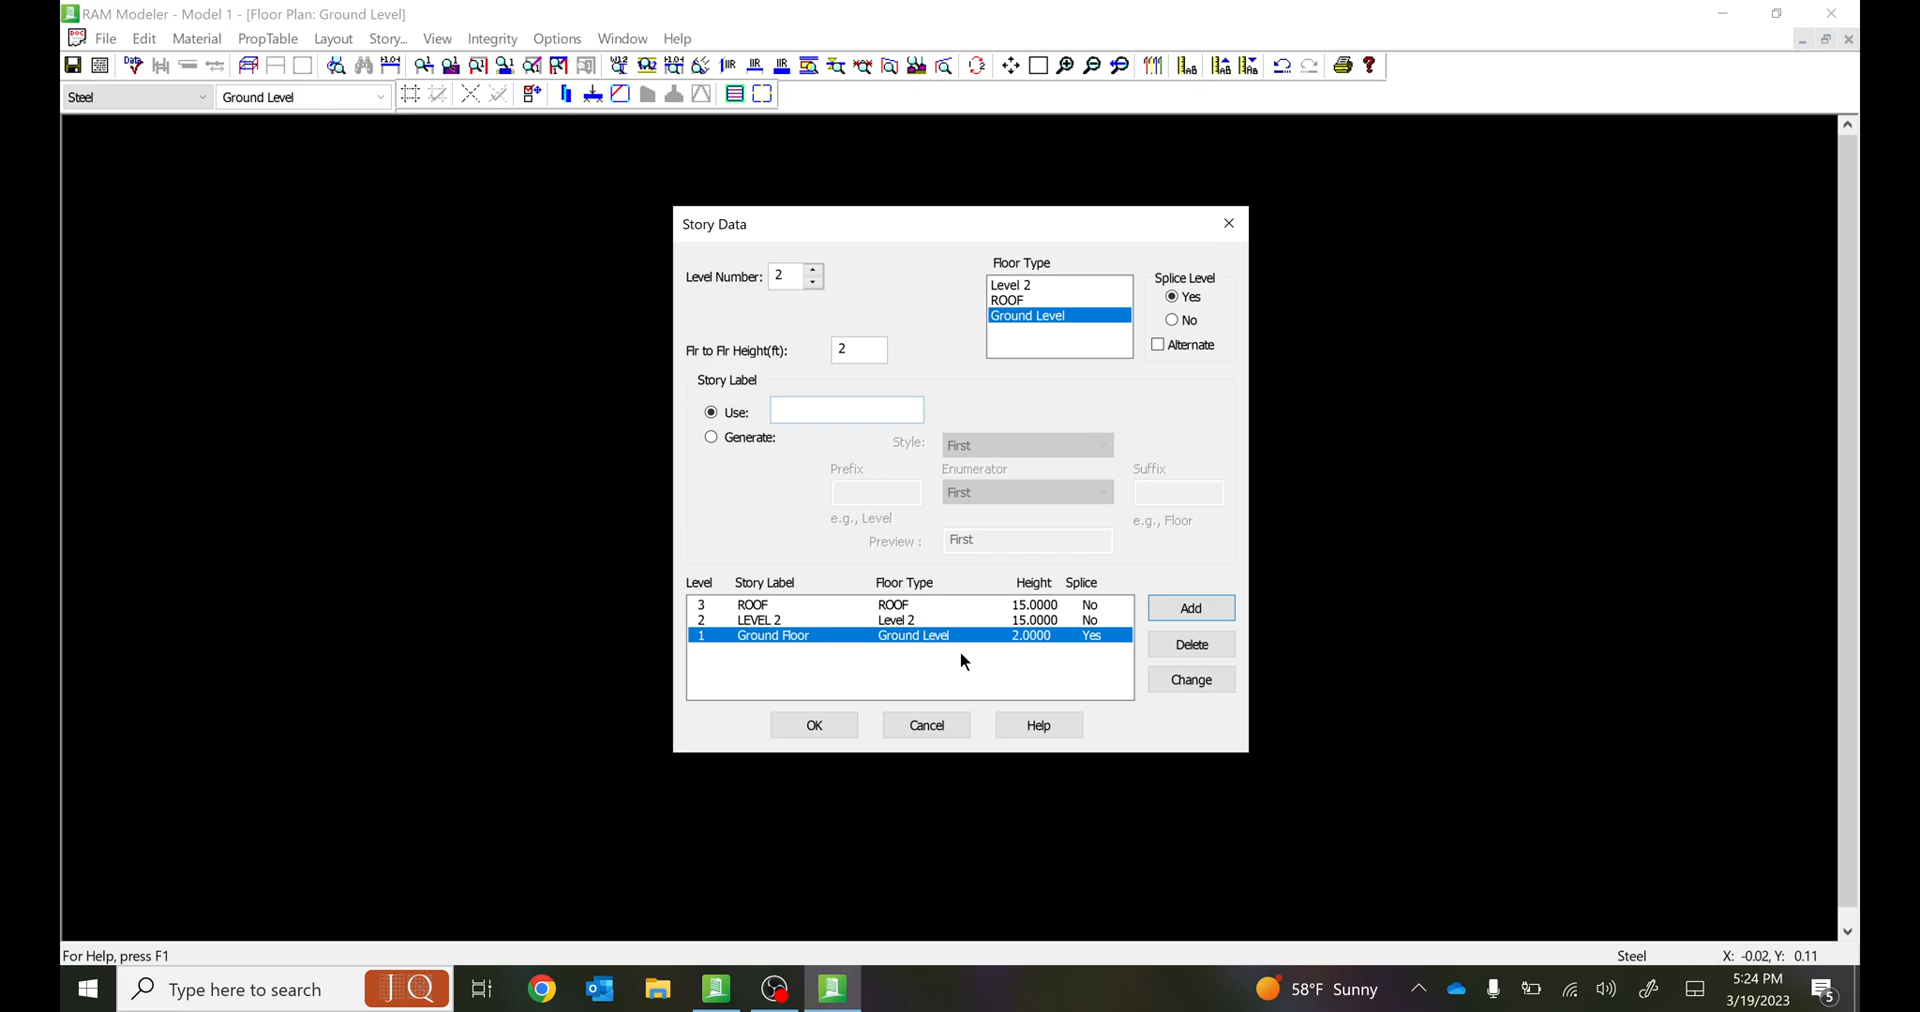 RAM Modeler - Model 1 - [Floor Plan: Ground Level]
File Edit Material PropTable Layout Story... View Integrity Options Window Help
Steel Ground Level
Story Data
Level Number: 2
Floor Type
Level 2
ROOF
Ground Level
Splice Level
Yes
No
Alternate
Flr to Flr Height(ft): 2
Story Label
Use:
Generate:
Style: First
Prefix Enumerator Suffix
First
e.g., Level e.g., Floor
Preview : First
Level Story Label Floor Type Height Splice
3 ROOF ROOF 15.0000 No
2 LEVEL 2 Level 2 15.0000 No
1 Ground Floor Ground Level 2.0000 Yes
Add
Delete
Change
OK Cancel Help
For Help, press F1 Steel X: -0.02, Y: 0.11
Type here to search JQ 58°F Sunny 5:24 PM
3/19/2023 5